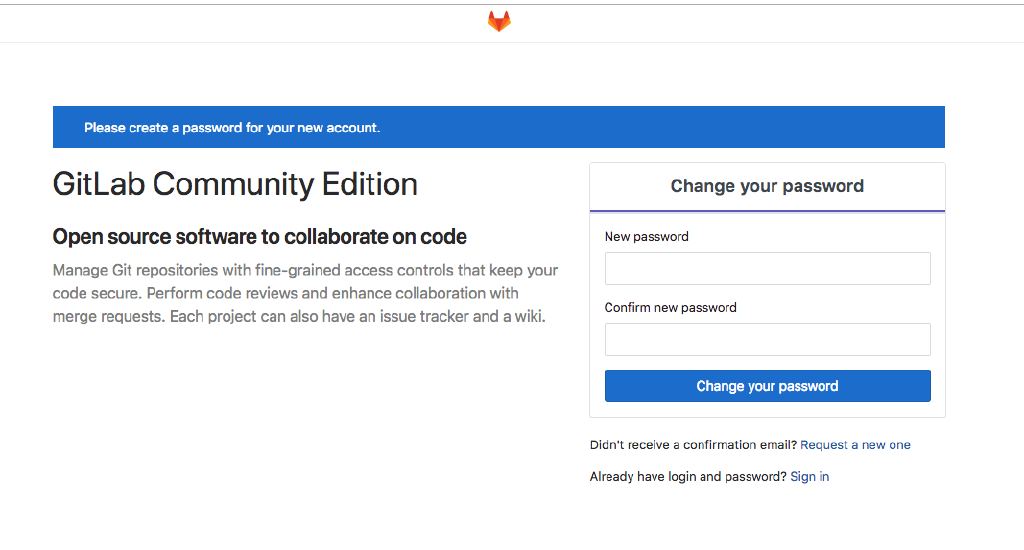 Please create a password for your new account.
GitLab Community Edition
Open source software to collaborate on code
Manage Git repositories with fine-grained access controls that keep your
code secure. Perform code reviews and enhance collaboration with
merge requests. Each project can also have an issue tracker and a wiki.
Change your password
New password
Confirm new password
Change your password
Didn't receive a confirmation email? Request a new one
Already have login and password? Sign in